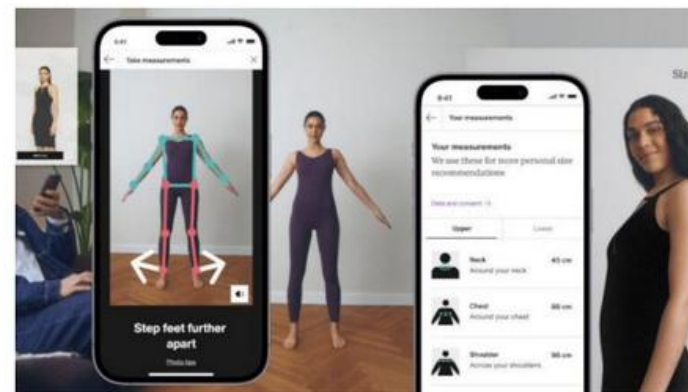 9:41
Take measurements
Step feet further
apart
Photo tips
9:41
Your measurements
Your measurements
We use these for more personal size
recommendations
Data and consent
Upper
Lower
Neck
Around your neck
Chest
Around your chest
Shoulder
Across your shoulders
Siz